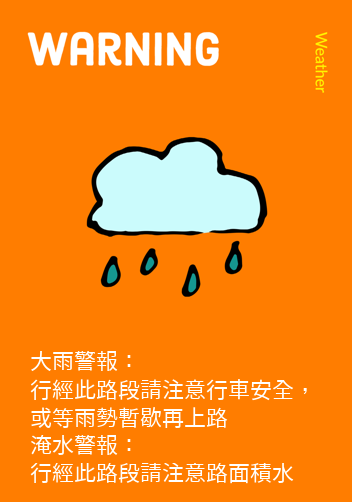 WARNING
Weather
大雨警報：
行經此路段請注意行車安全，
或等雨勢暫歇再上路
淹水警報：
行經此路段請注意路面積水